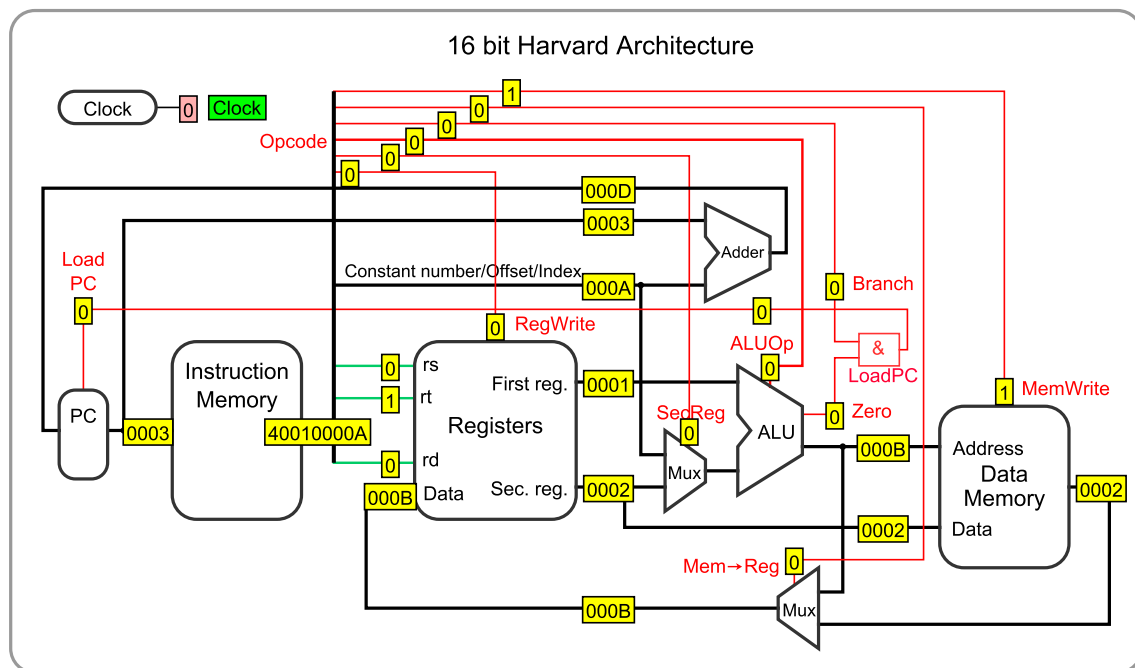 16 bit Harvard Architecture
1
Clock
0
Clock
0
0
Opcode
0
0
0
000D
0003
Adder
Load
PC
Constant number/Offset/Index
000A
0
Branch
0
0
0
RegWrite
ALUOp
&
LoadPC
Instruction
Memory
0
rs
First reg.
0001
0
1
rt
MemWrite
1
PC
SecReg
0
Zero
0003
40010000A
Registers
0
ALU
000B
Address
0
rd
Mux
Data
Memory
000B
Data
Sec. reg.
0002
0002
0002
Data
Mem→Reg
0
000B
Mux